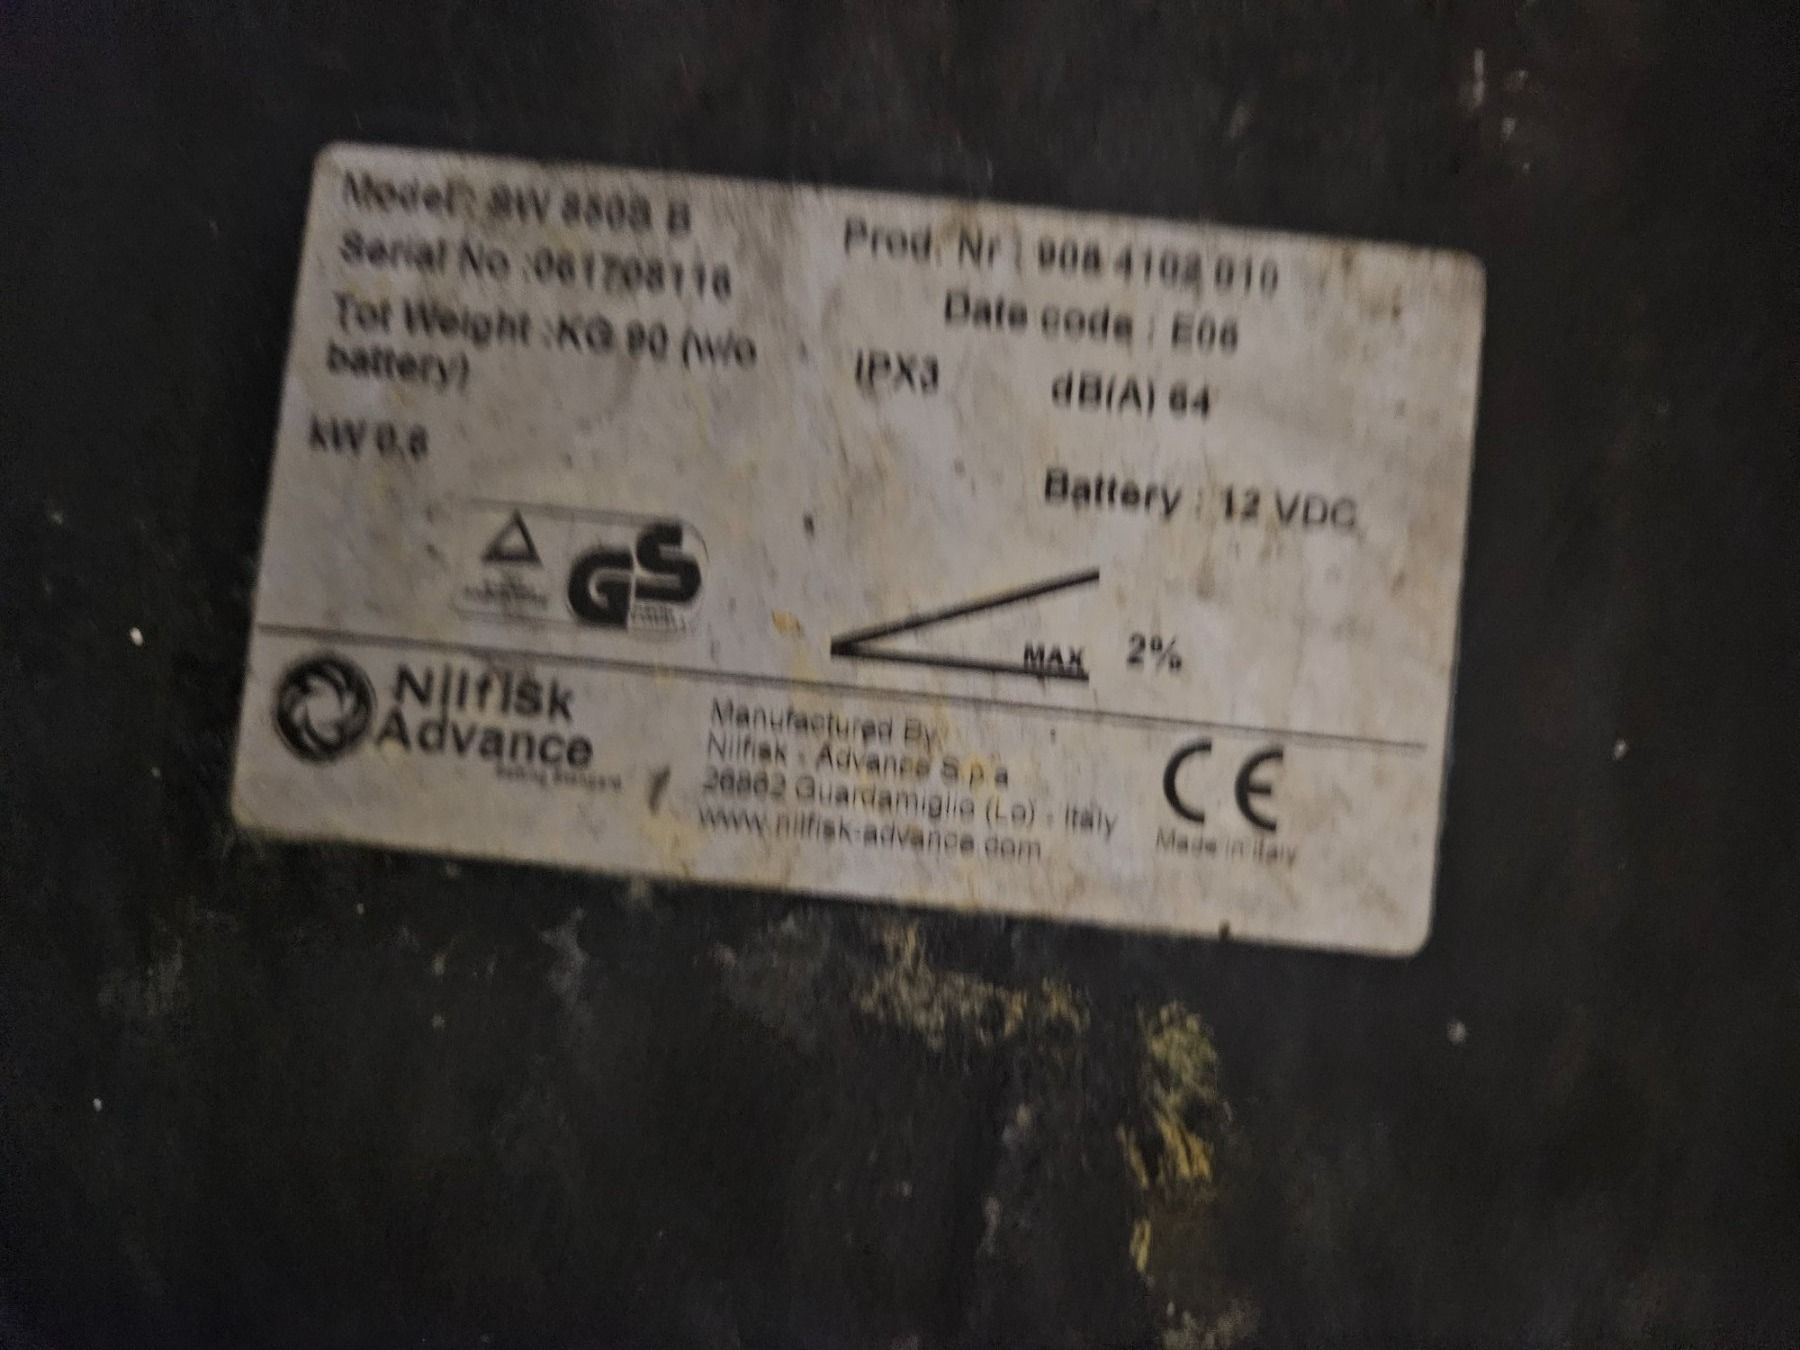 Model : SW 850S B
Serial No :061708116
Tot Weight :KG 90 (w/o
battery)
kW 0.6
Prod. Nr : 908 4102 010
Date code : E06
IPX3 dB(A) 64
Battery : 12 VDC
GS
MAX 2%
Nilfisk
Advance
Manufactured By:
Nilfisk - Advance S.p.a
26862 Guardamiglio (Lo) - Italy
www.nilfisk-advance.com
CE
Made in Italy